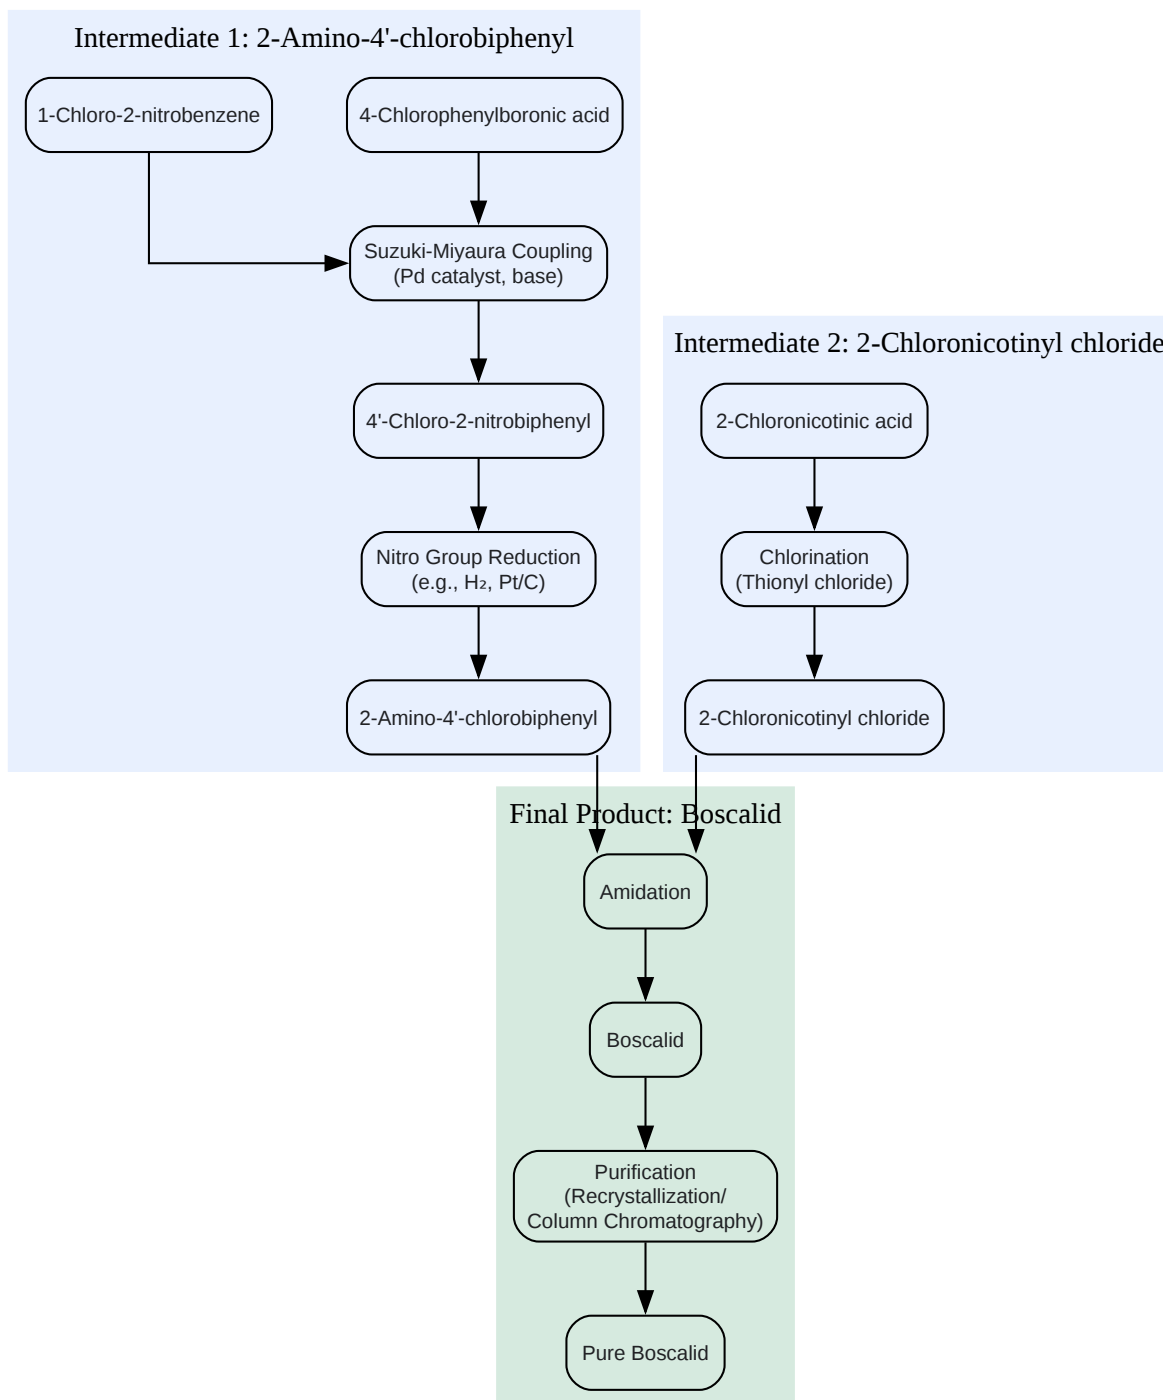 Intermediate 1: 2-Amino-4'-chlorobiphenyl
1-Chloro-2-nitrobenzene
4-Chlorophenylboronic acid
Suzuki-Miyaura Coupling
(Pd catalyst, base)
4'-Chloro-2-nitrobiphenyl
Nitro Group Reduction
(e.g., H₂, Pt/C)
2-Amino-4'-chlorobiphenyl
Intermediate 2: 2-Chloronicotinyl chloride
2-Chloronicotinic acid
Chlorination
(Thionyl chloride)
2-Chloronicotinyl chloride
Final Product: Boscalid
Amidation
Boscalid
Purification
(Recrystallization/
Column Chromatography)
Pure Boscalid